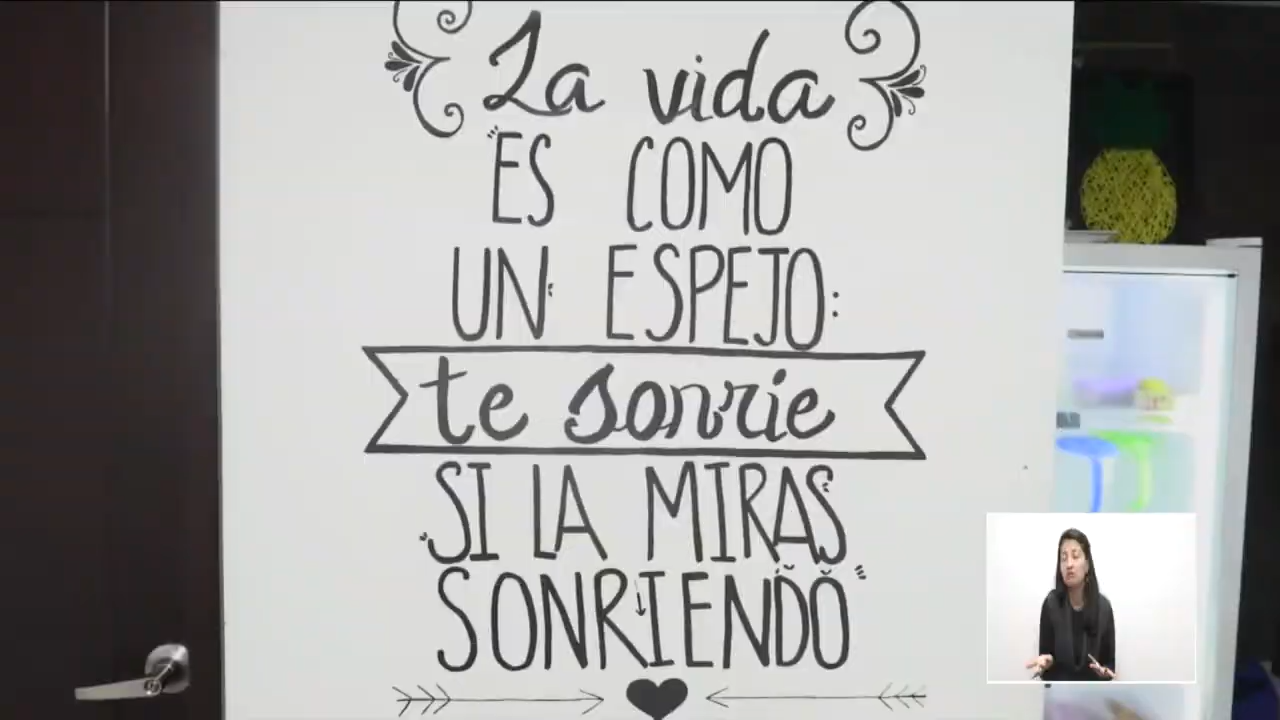 La vida
ES COMO
UN ESPEJO:
te sonrie
SI LA MIRAS
SONRIENDO